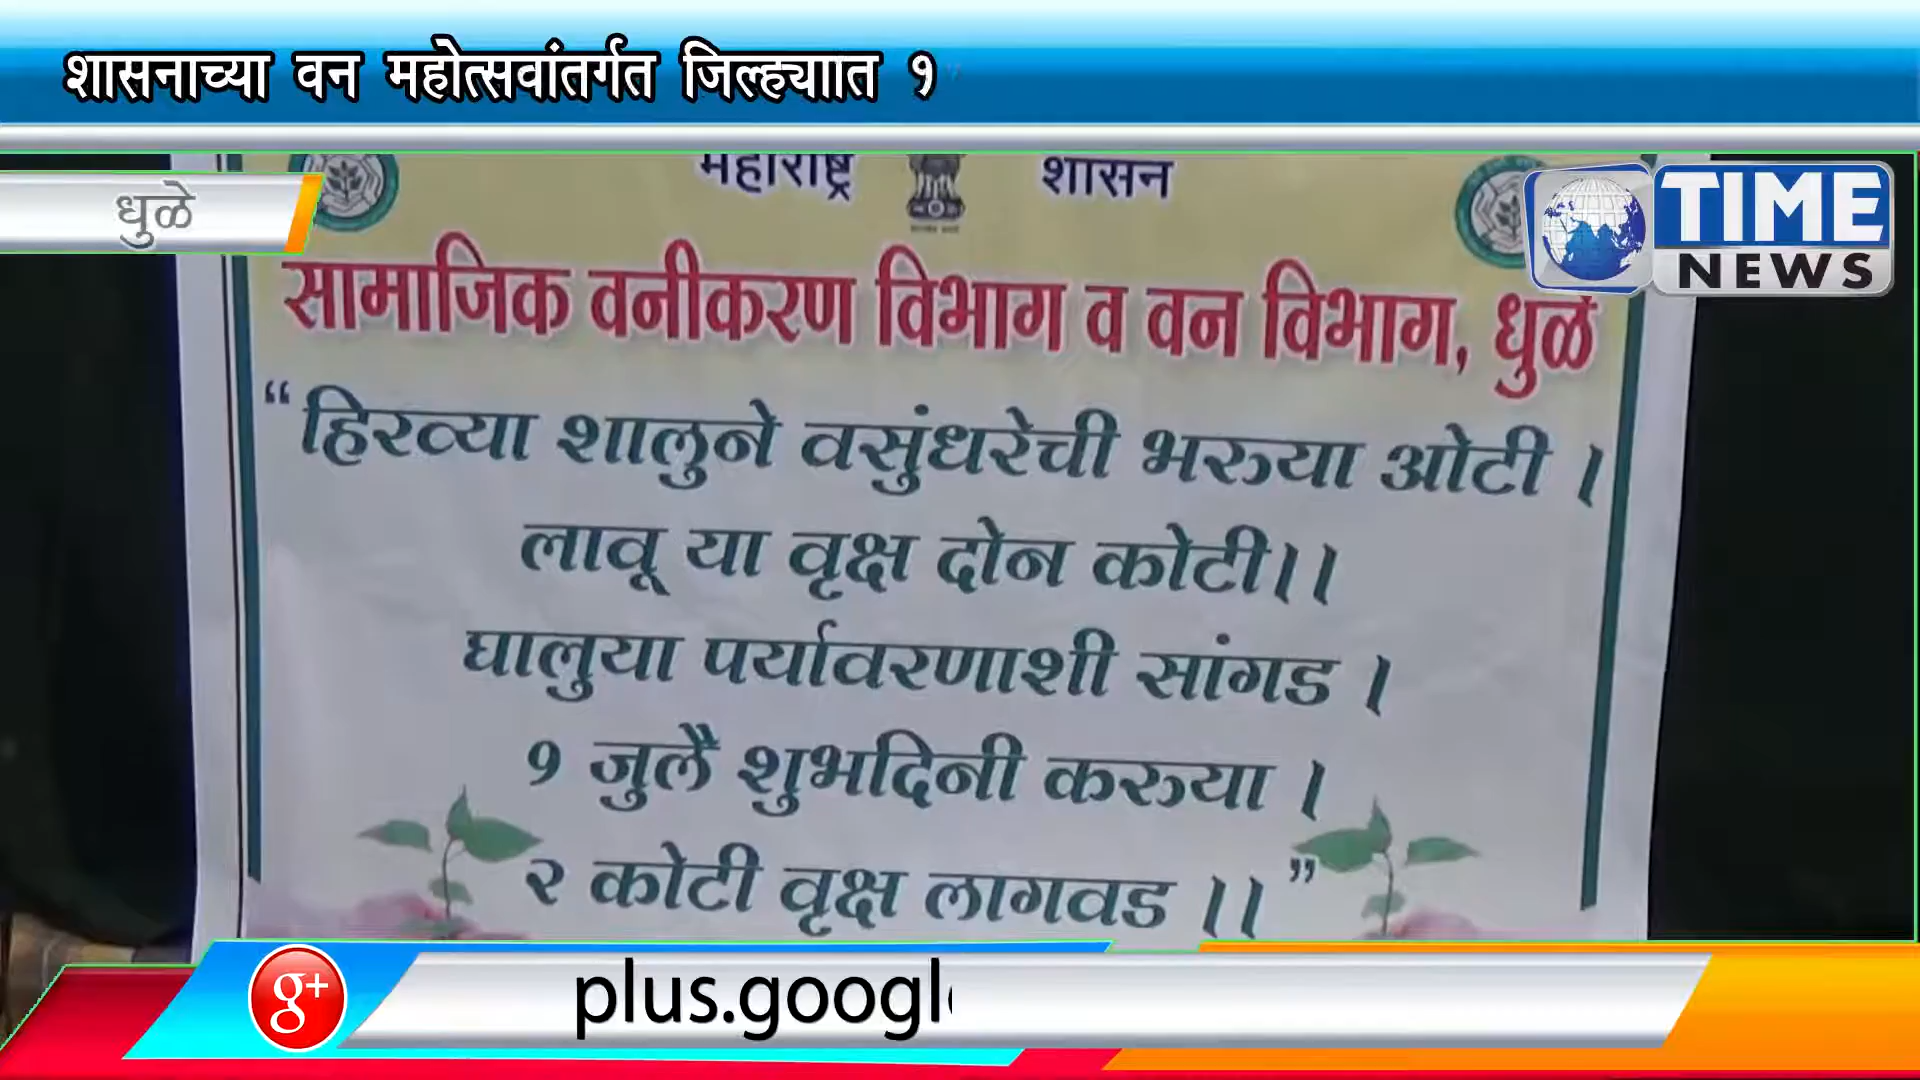 शासनाच्या वन महोत्सवांतर्गत जिल्ह्याात १
धुळे
महाराष्ट्र शासन
TIME
NEWS
सामाजिक वनीकरण विभाग व वन विभाग, धुळे
“हिरव्या शालुने वसुंधरेची भरुया ओटी ।
लावू या वृक्ष दोन कोटी।।
घालुया पर्यावरणाशी सांगड ।
१ जुलै शुभदिनी करुया ।
२ कोटी वृक्ष लागवड ।।”
g+
plus.googl